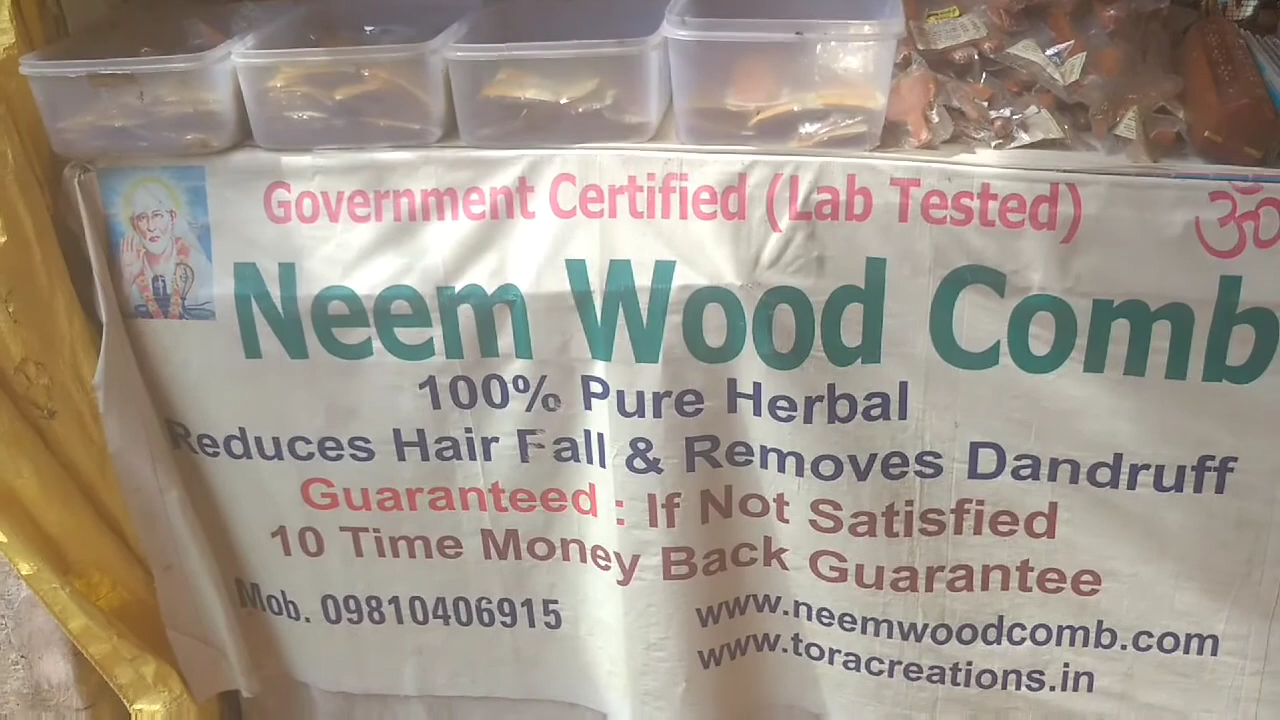 Government Certified (Lab Tested)
ॐ
Neem Wood Comb
100% Pure Herbal
Reduces Hair Fall & Removes Dandruff
Guaranteed : If Not Satisfied
10 Time Money Back Guarantee
Mob. 09810406915
www.neemwoodcomb.com
www.toracreations.in